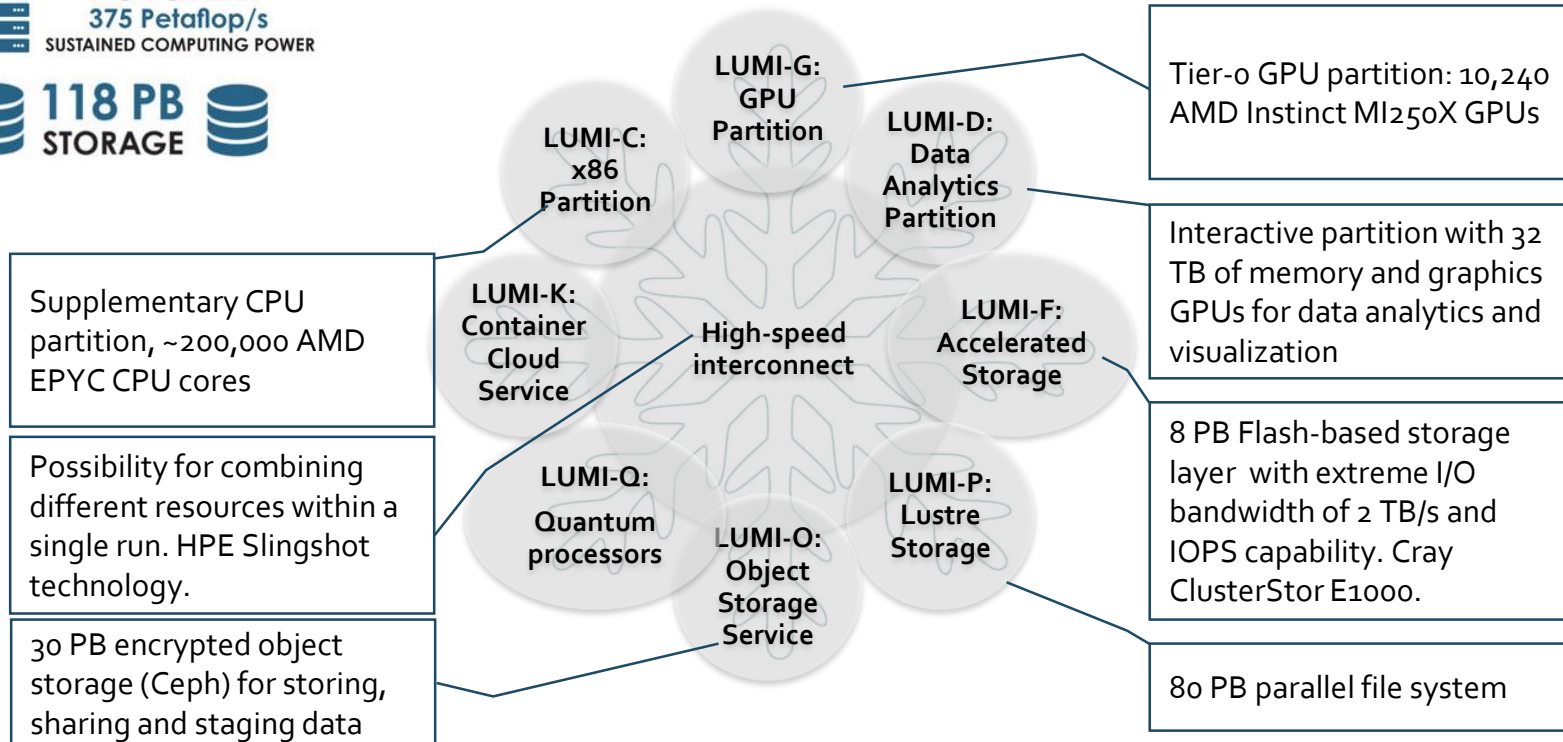 375 Petaflop/s
SUSTAINED COMPUTING POWER
118 PB
STORAGE
LUMI-G:
GPU
Partition
LUMI-C:
x86
Partition
LUMI-D:
Data
Analytics
Partition
LUMI-K:
Container
Cloud
Service
High-speed
interconnect
LUMI-F:
Accelerated
Storage
LUMI-Q:
Quantum
processors
LUMI-O:
Object
Storage
Service
LUMI-P:
Lustre
Storage
Supplementary CPU
partition, ~200,000 AMD
EPYC CPU cores
Possibility for combining
different resources within a
single run. HPE Slingshot
technology.
30 PB encrypted object
storage (Ceph) for storing,
sharing and staging data
Tier-0 GPU partition: 10,240
AMD Instinct MI250X GPUs
Interactive partition with 32
TB of memory and graphics
GPUs for data analytics and
visualization
8 PB Flash-based storage
layer with extreme I/O
bandwidth of 2 TB/s and
IOPS capability. Cray
ClusterStor E1000.
80 PB parallel file system